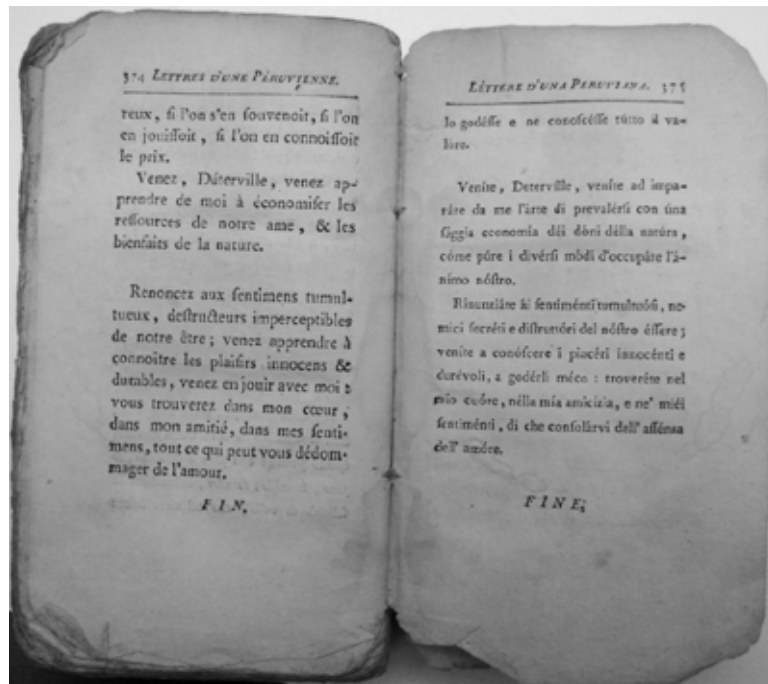 374 LETTRES D'UNE PÉRUVIENNE.
reux, ſi l'on s'en ſouvenoit, ſi l'on
en jouiſſoit, ſi l'on en connoiſſoit
le prix.
Venez, Déterville, venez ap-
prendre de moi à économiſer les
reſſources de notre ame, & les
bienfaits de la nature.
Renoncez aux ſentimens tumul-
tueux, deſtructeurs imperceptibles
de notre être; venez apprendre à
connoître les plaiſirs innocens &
durables, venez en jouir avec moi :
vous trouverez dans mon cœur,
dans mon amitié, dans mes ſenti-
mens, tout ce qui peut vous dédom-
mager de l'amour.
FIN.
LÉTTERE D'UNA PERUVIANA. 375
lo godéſſe e ne conoſcéſſe tútto il va-
lóre.
Veníte, Deterville, veníte ad impa-
ráre da me l'árte di prevalérſi con úna
ſággia economía déi dóni délla natúra,
cóme púre i divérſi módi d'occupáre l'á-
nimo nóſtro.
Rinunziáte ái ſentiménti tumultuóſi, ne-
míci ſecréti e diſtruttóri del nóſtro éſſere;
veníte a conóſcere i piacéri innocénti e
durévoli, a godérli méco : troveréte nel
mio cuóre, nélla mía amicízia, e ne' miéi
ſentiménti, di che conſolárvi dell' aſſénza
dell' amóre.
FINE;